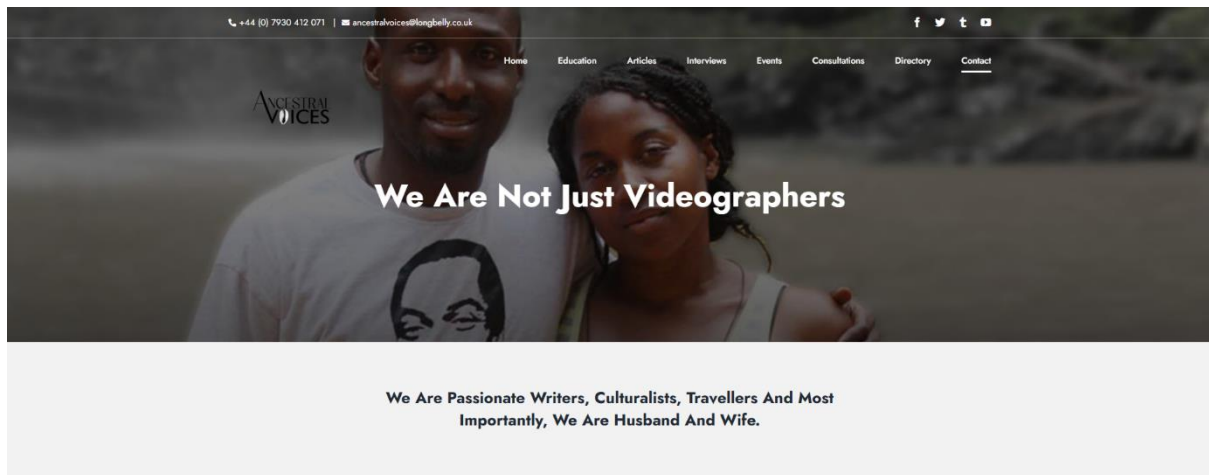 +44 (0) 7930 412 071 | ancestralvoices@longbelly.co.uk
Home Education Articles Interviews Events Consultations Directory Contact
ANCESTRAL
VOICES
We Are Not Just Videographers
We Are Passionate Writers, Culturalists, Travellers And Most
Importantly, We Are Husband And Wife.